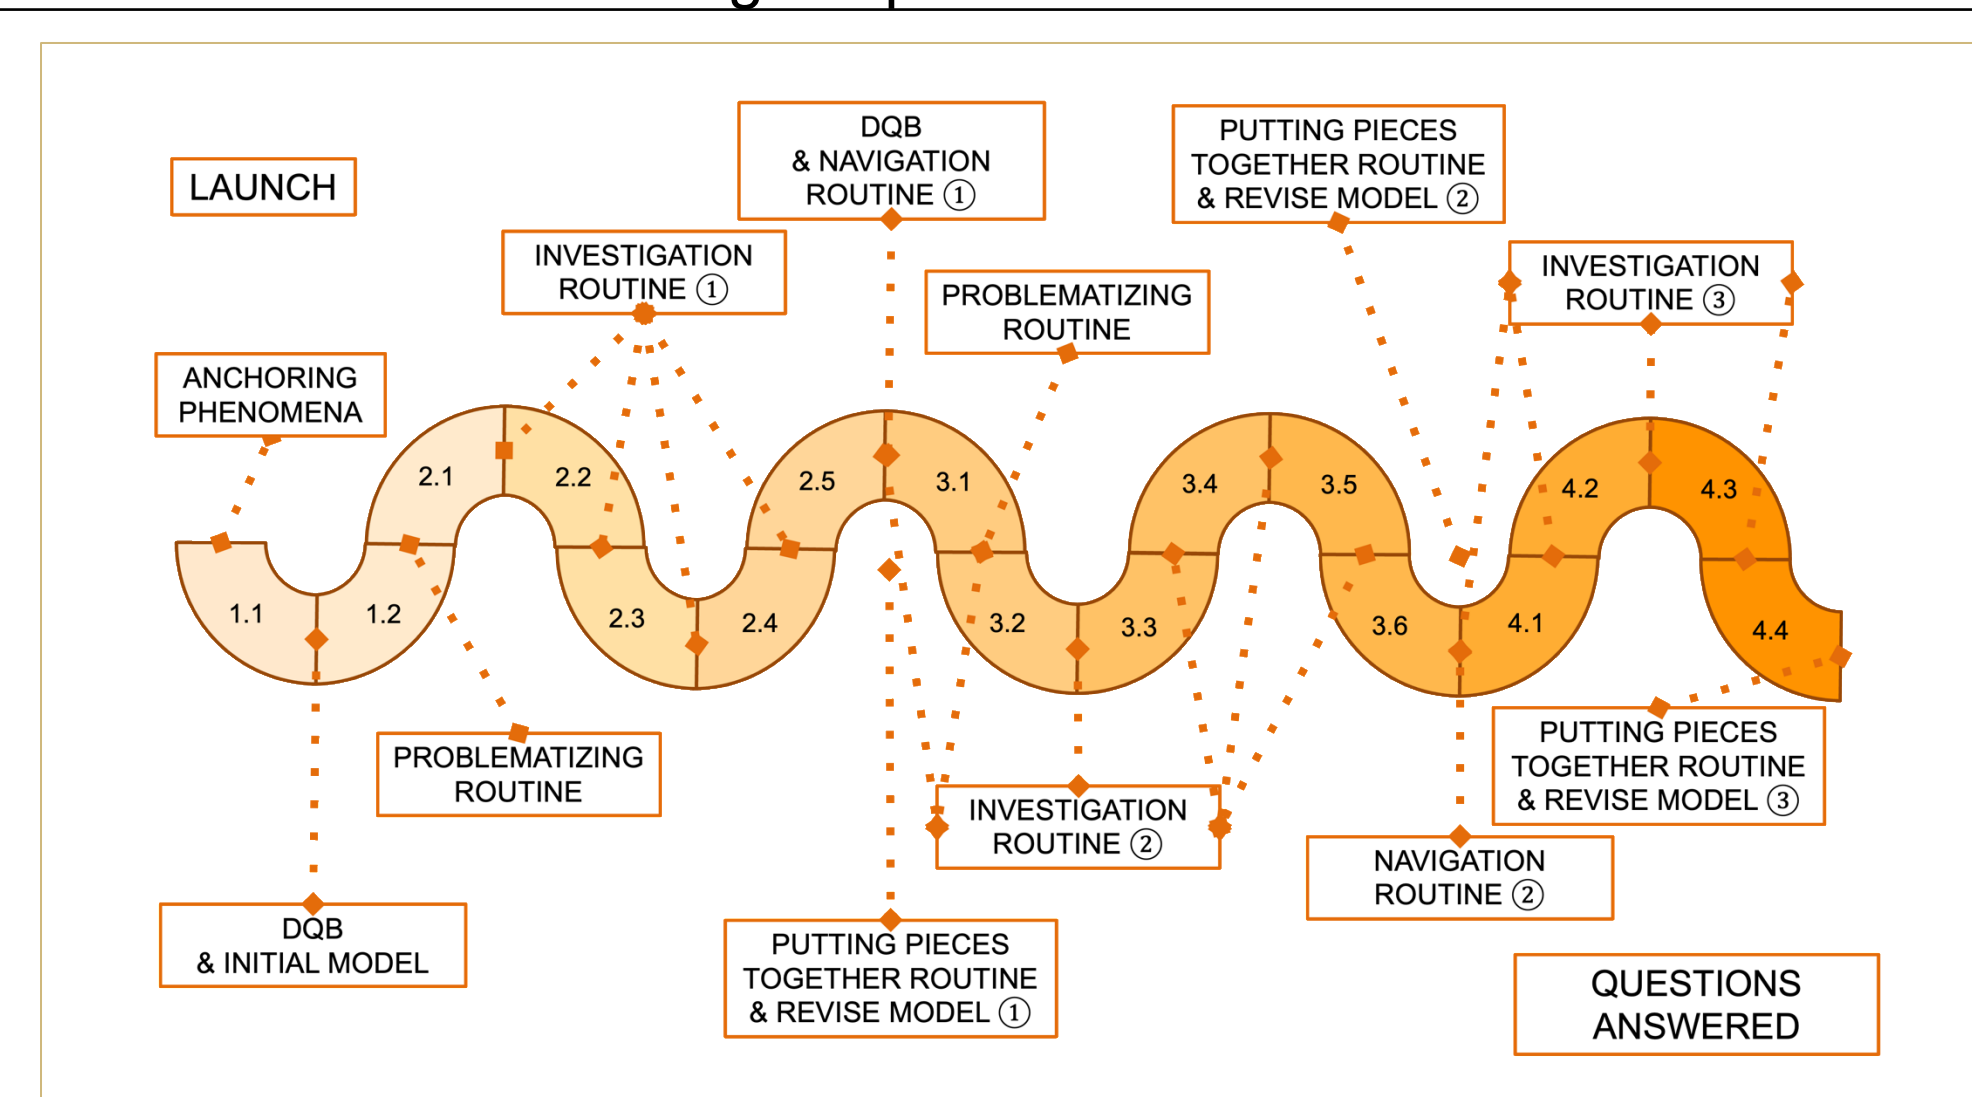 LAUNCH
ANCHORING
PHENOMENA
INVESTIGATION
ROUTINE ①
DQB
& NAVIGATION
ROUTINE ①
PROBLEMATIZING
ROUTINE
PUTTING PIECES
TOGETHER ROUTINE
& REVISE MODEL ②
INVESTIGATION
ROUTINE ③
1.1
1.2
2.1
2.2
2.3
2.4
2.5
3.1
3.2
3.3
3.4
3.5
3.6
4.1
4.2
4.3
4.4
PROBLEMATIZING
ROUTINE
DQB
& INITIAL MODEL
PUTTING PIECES
TOGETHER ROUTINE
& REVISE MODEL ①
INVESTIGATION
ROUTINE ②
NAVIGATION
ROUTINE ②
PUTTING PIECES
TOGETHER ROUTINE
& REVISE MODEL ③
QUESTIONS
ANSWERED